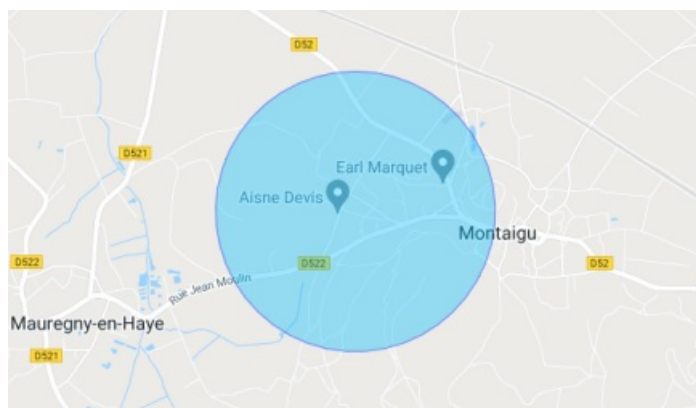 D52
D521
Earl Marquet
Aisne Devis
Montaigu
D522
D522
D52
Rue Jean Moulin
Mauregny-en-Haye
D521